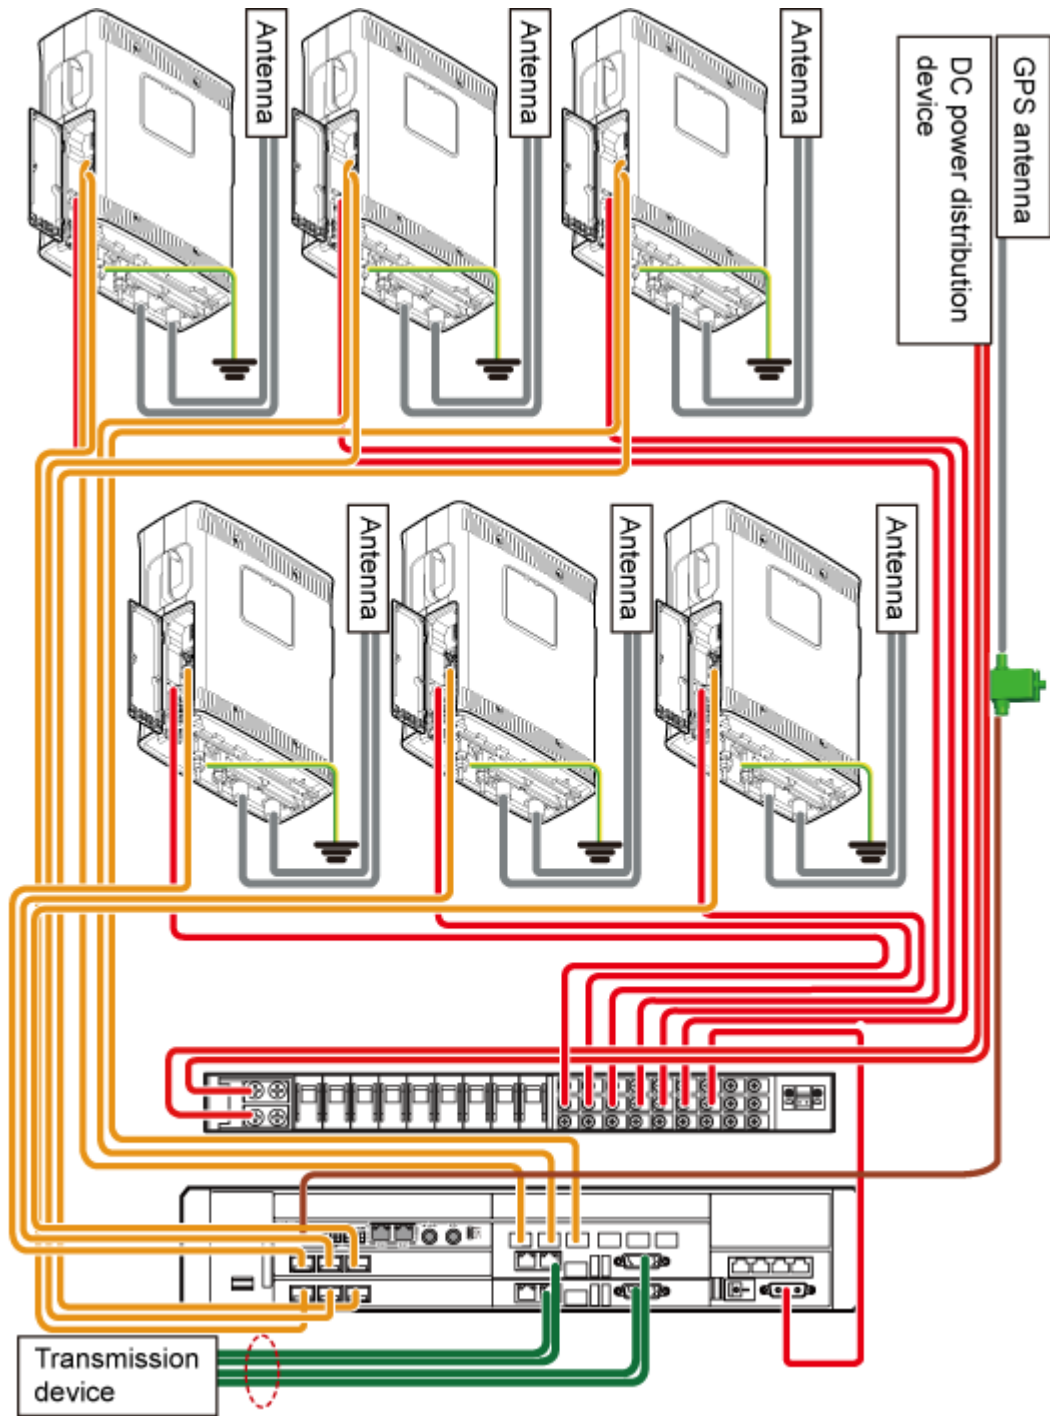 Antenna
Antenna
Antenna
DC power distribution
device
GPS antenna
Antenna
Antenna
Antenna
Transmission
device